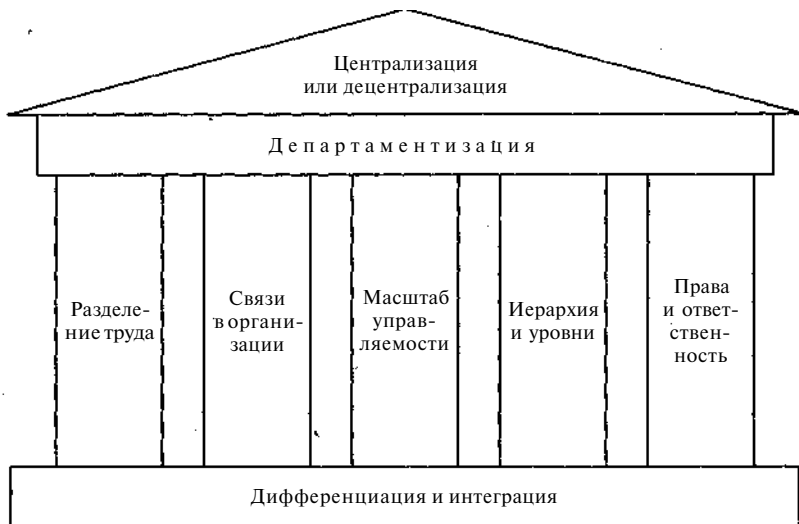 Централизация
или децентрализация
Департаментизация
Разделе-
ние труда
Связи
в органи-
зации
Масштаб
управ-
ляемости
Иерархия
и уровни
Права
и ответ-
ствен-
ность
Дифференциация и интеграция